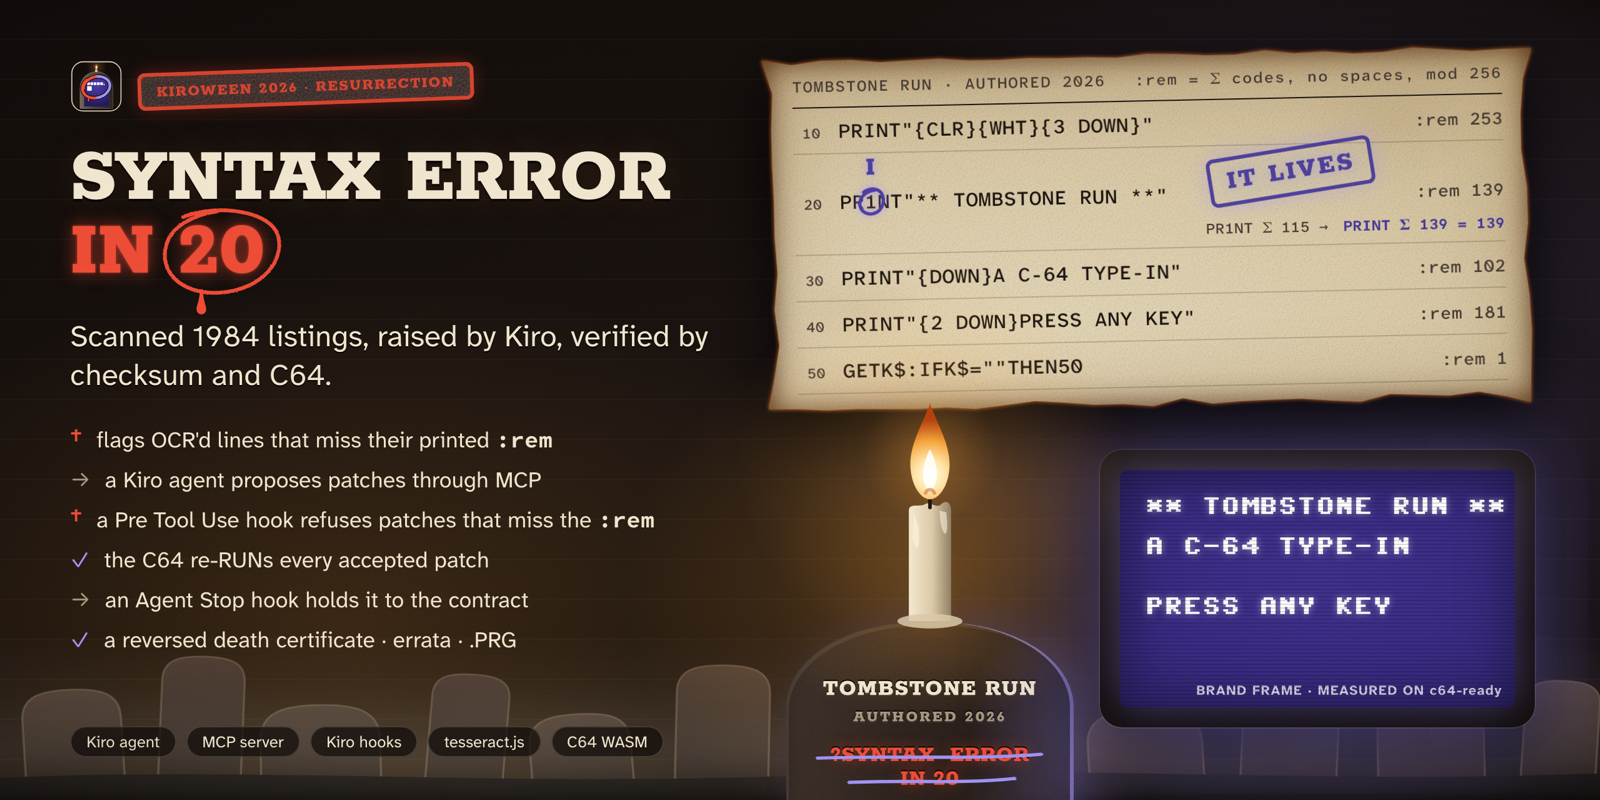 KIROWEEN 2026 · RESURRECTION
SYNTAX ERROR
IN 20
Scanned 1984 listings, raised by Kiro, verified by
checksum and C64.
† flags OCR'd lines that miss their printed :rem
→ a Kiro agent proposes patches through MCP
† a Pre Tool Use hook refuses patches that miss the :rem
✓ the C64 re-RUNs every accepted patch
→ an Agent Stop hook holds it to the contract
✓ a reversed death certificate · errata · .PRG
Kiro agent MCP server Kiro hooks tesseract.js C64 WASM
TOMBSTONE RUN · AUTHORED 2026 :rem = Σ codes, no spaces, mod 256
10 PRINT"{CLR}{WHT}{3 DOWN}" :rem 253
I
20 PR1NT"** TOMBSTONE RUN **" :rem 139
IT LIVES
PR1NT Σ 115 → PRINT Σ 139 = 139
30 PRINT"{DOWN}A C-64 TYPE-IN" :rem 102
40 PRINT"{2 DOWN}PRESS ANY KEY" :rem 181
50 GETK$:IFK$=""THEN50 :rem 1
TOMBSTONE RUN
AUTHORED 2026
?SYNTAX ERROR
IN 20
** TOMBSTONE RUN **
A C-64 TYPE-IN
PRESS ANY KEY
BRAND FRAME · MEASURED ON c64-ready